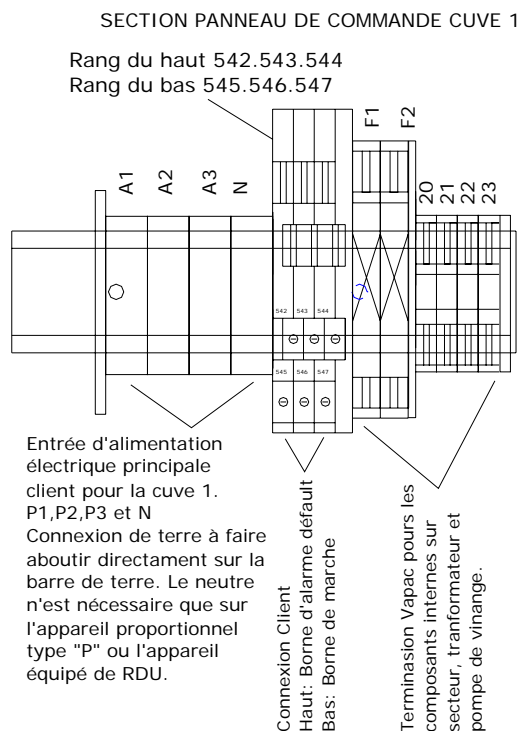 SECTION PANNEAU DE COMMANDE CUVE 1
Rang du haut 542.543.544
Rang du bas 545.546.547
A1
A2
A3
N
F1
F2
20
21
22
23
542
543
544
545
546
547
Entrée d'alimentation
électrique principale
client pour la cuve 1.
P1,P2,P3 et N
Connexion de terre à faire
aboutir directament sur la
barre de terre. Le neutre
n'est nécessaire que sur
l'appareil proportionnel
type "P" ou l'appareil
équipé de RDU.
Connexion Client
Haut: Borne d'alarme défault
Bas: Borne de marche
Terminasion Vapac pours les
composants internes sur
secteur, tranformateur et
pompe de vinange.